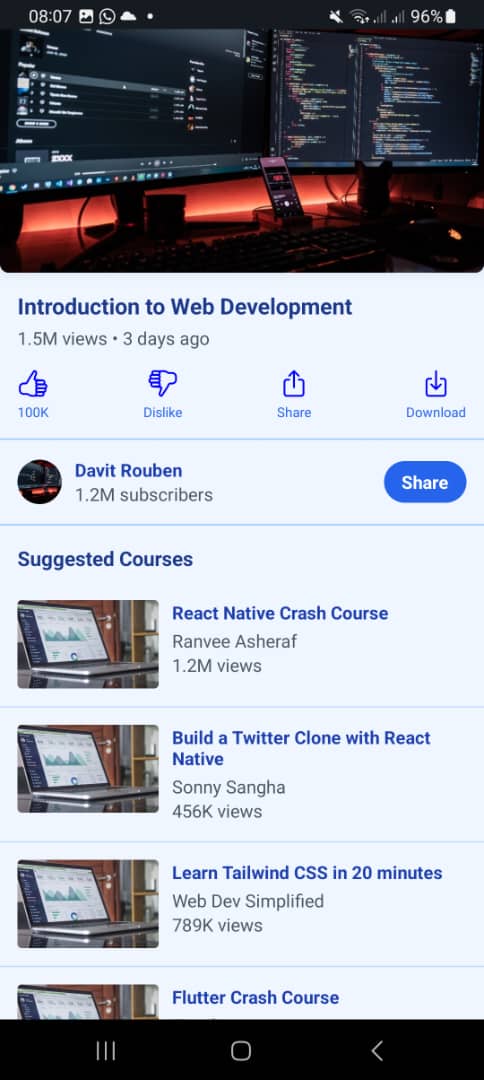 08:07
96%
Introduction to Web Development
1.5M views • 3 days ago
100K
Dislike
Share
Download
Davit Rouben
1.2M subscribers
Share
Suggested Courses
React Native Crash Course
Ranvee Asheraf
1.2M views
Build a Twitter Clone with React
Native
Sonny Sangha
456K views
Learn Tailwind CSS in 20 minutes
Web Dev Simplified
789K views
Flutter Crash Course